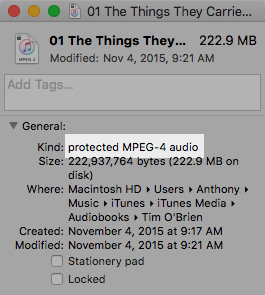 01 The Things They Carrie...
MPEG 4
01 The Things They... 222.9 MB
Modified: Nov 4, 2015, 9:21 AM
Add Tags...
General:
Kind: protected MPEG-4 audio
Size: 222,937,764 bytes (222.9 MB on
disk)
Where: Macintosh HD ▸ Users ▸ Anthony ▸
Music ▸ iTunes ▸ iTunes Media ▸
Audiobooks ▸ Tim O'Brien
Created: November 4, 2015 at 9:17 AM
Modified: November 4, 2015 at 9:21 AM
Stationery pad
Locked